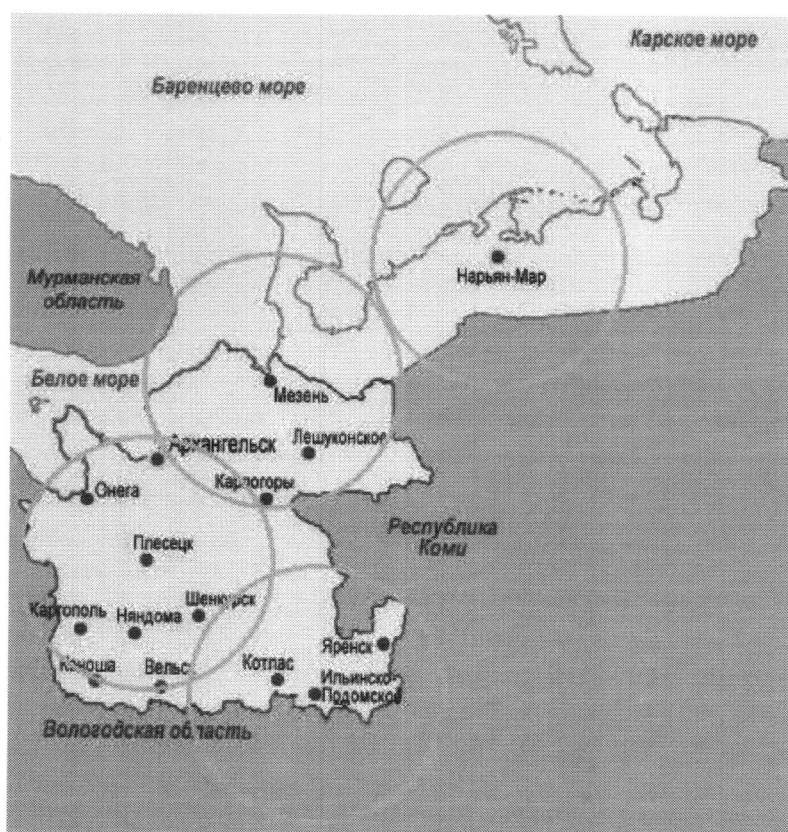 Карское море
Баренцево море
Нарьян-Мар
Мурманская
область
Белое море
Мезень
Архангельск
Лешуконское
Карпогоры
Онега
Республика
Коми
Плесецк
Шенкурск
Каргополь
Няндома
Яренск
Коноша
Вельск
Котлас
Ильинско-
Подомское
Вологодская область